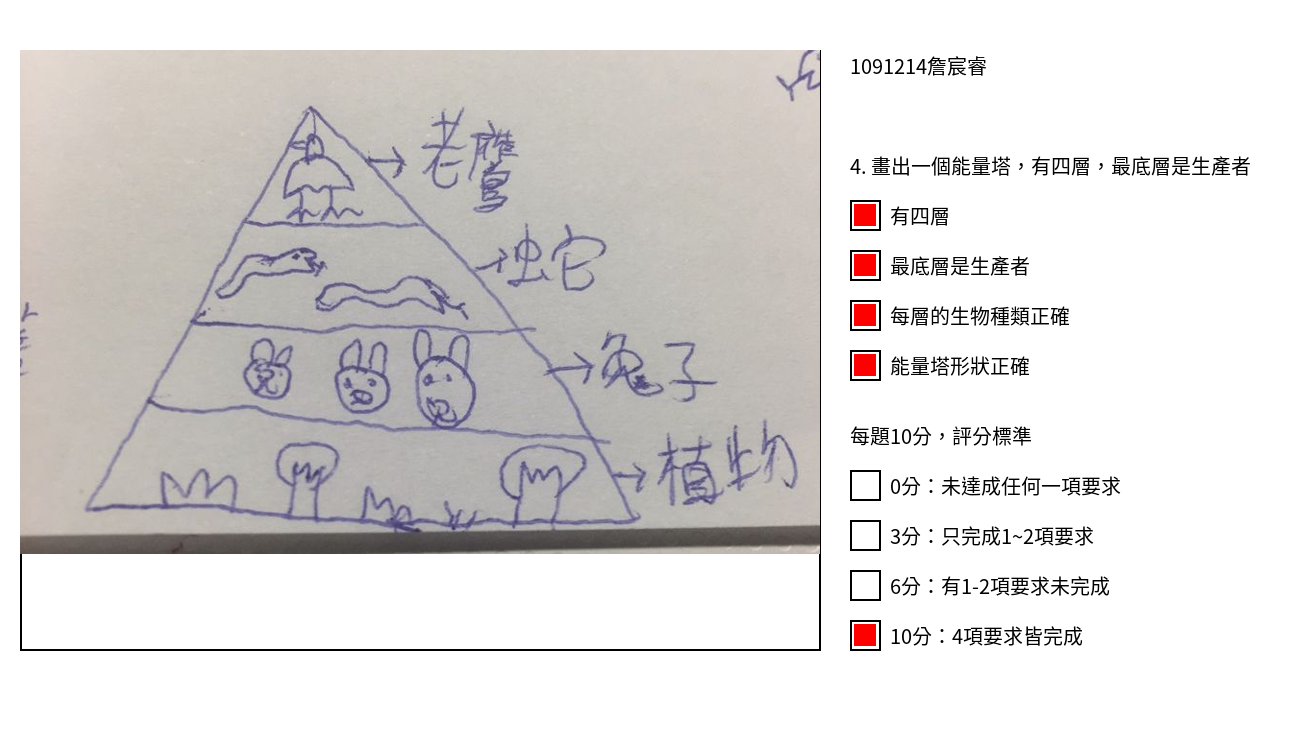 老鷹
蛇
兔子
植物
1091214詹宸睿
4. 畫出一個能量塔，有四層，最底層是生產者
有四層
最底層是生產者
每層的生物種類正確
能量塔形狀正確
每題10分，評分標準
0分：未達成任何一項要求
3分：只完成1~2項要求
6分：有1-2項要求未完成
10分：4項要求皆完成